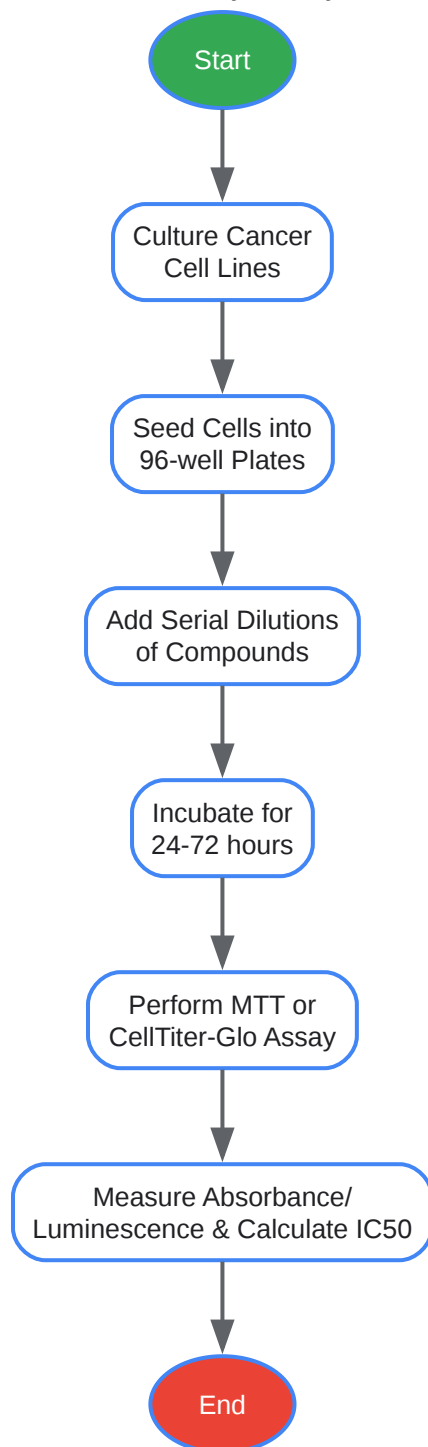 Start
Culture Cancer
Cell Lines
Seed Cells into
96-well Plates
Add Serial Dilutions
of Compounds
Incubate for
24-72 hours
Perform MTT or
CellTiter-Glo Assay
Measure Absorbance/
Luminescence & Calculate IC50
End